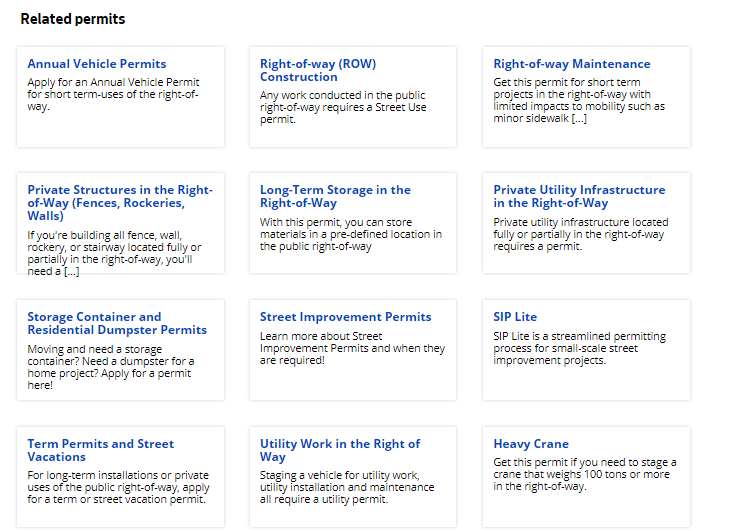 Related permits
Annual Vehicle Permits
Apply for an Annual Vehicle Permit
for short term-uses of the right-of-
way.
Right-of-way (ROW)
Construction
Any work conducted in the public
right-of-way requires a Street Use
permit.
Right-of-way Maintenance
Get this permit for short term
projects in the right-of-way with
limited impacts to mobility such as
minor sidewalk [...]
Private Structures in the Right-
of-Way (Fences, Rockeries,
Walls)
If you're building all fence, wall,
rockery, or stairway located fully or
partially in the right-of-way, you'll
need a [...]
Long-Term Storage in the
Right-of-Way
With this permit, you can store
materials in a pre-defined location in
the public right-of-way
Private Utility Infrastructure
in the Right-of-Way
Private utility infrastructure located
fully or partially in the right-of-way
requires a permit.
Storage Container and
Residential Dumpster Permits
Moving and need a storage
container? Need a dumpster for a
home project? Apply for a permit
here!
Street Improvement Permits
Learn more about Street
Improvement Permits and when they
are required!
SIP Lite
SIP Lite is a streamlined permitting
process for small-scale street
improvement projects.
Term Permits and Street
Vacations
For long-term installations or private
uses of the public right-of-way, apply
for a term or street vacation permit.
Utility Work in the Right of
Way
Staging a vehicle for utility work,
utility installation and maintenance
all require a utility permit.
Heavy Crane
Get this permit if you need to stage a
crane that weighs 100 tons or more
in the right-of-way.